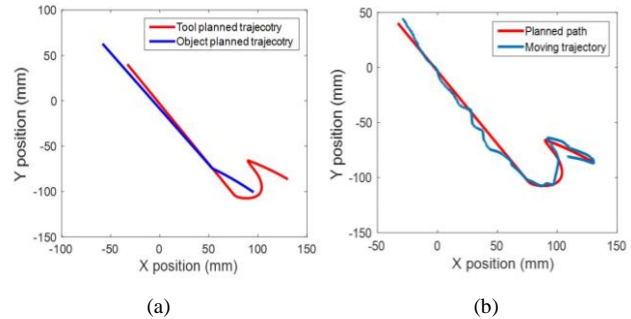 Tool planned trajecotry
Object planned trajecotry
100
50
0
-50
-100
-150
Y position (mm)
-100
-50
0
50
100
150
X position (mm)
(a)
Planned path
Moving trajectory
50
0
-50
-100
-150
Y position (mm)
-50
0
50
100
150
X position (mm)
(b)